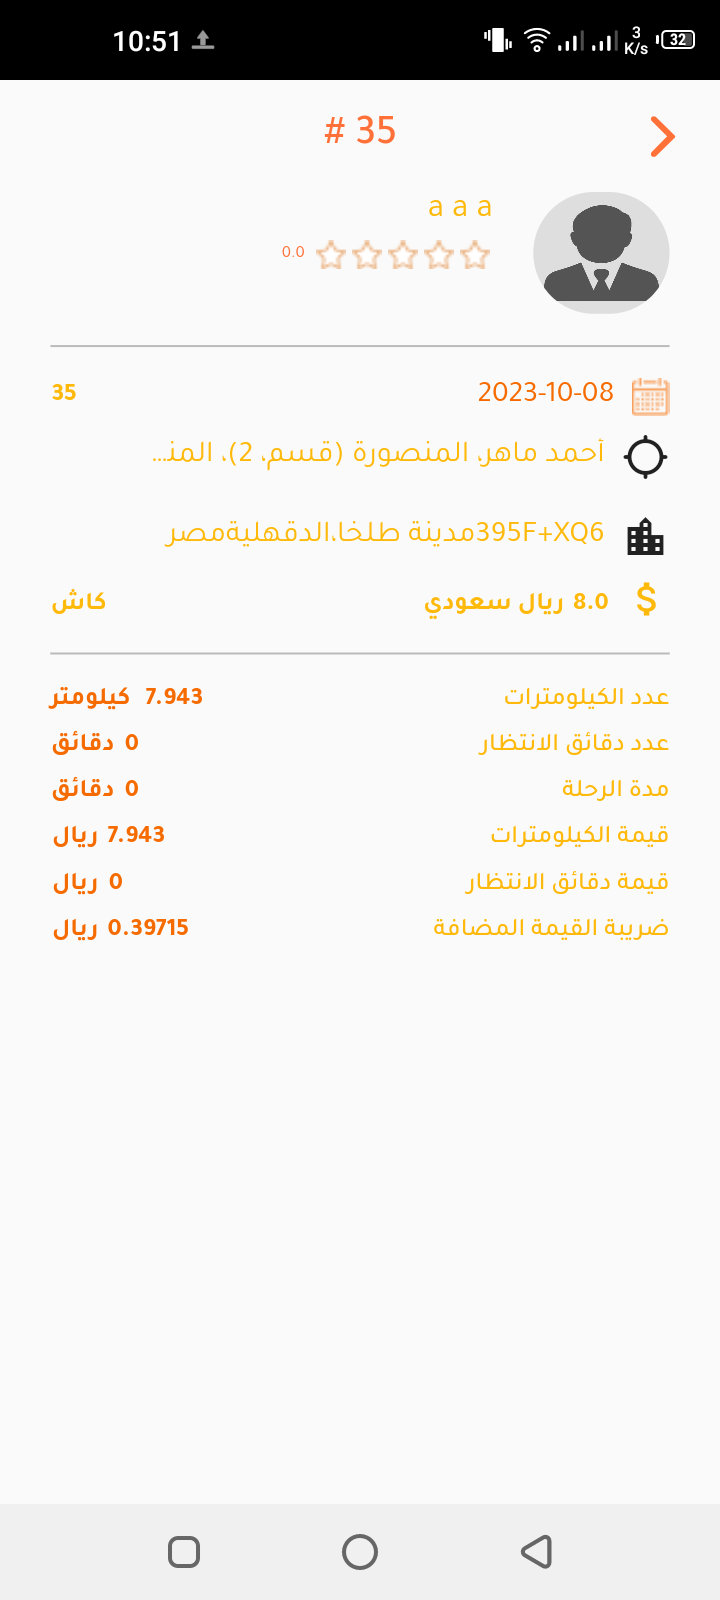 10:51
3 K/s
32
# 35
a a a
0.0
2023-10-08
35
أحمد ماهر، المنصورة (قسم، 2)، المنـ...
395F+XQ6مدينة طلخا،الدقهليةمصر
8.0 ريال سعودي
كاش
عدد الكيلومترات 7.943 كيلومتر
عدد دقائق الانتظار 0 دقائق
مدة الرحلة 0 دقائق
قيمة الكيلومترات 7.943 ريال
قيمة دقائق الانتظار 0 ريال
ضريبة القيمة المضافة 0.39715 ريال